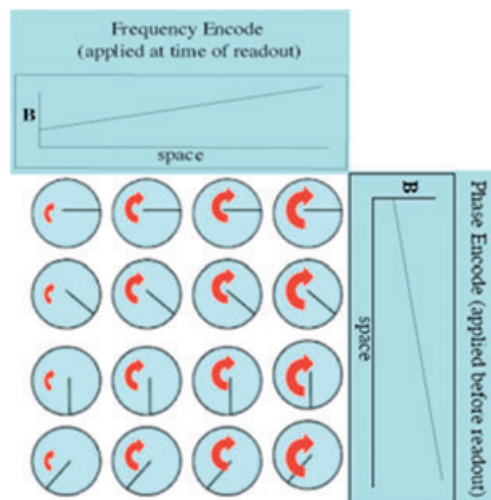 Frequency Encode
(applied at time of readout)
B
space
Phase Encode (applied before readout)
B
space